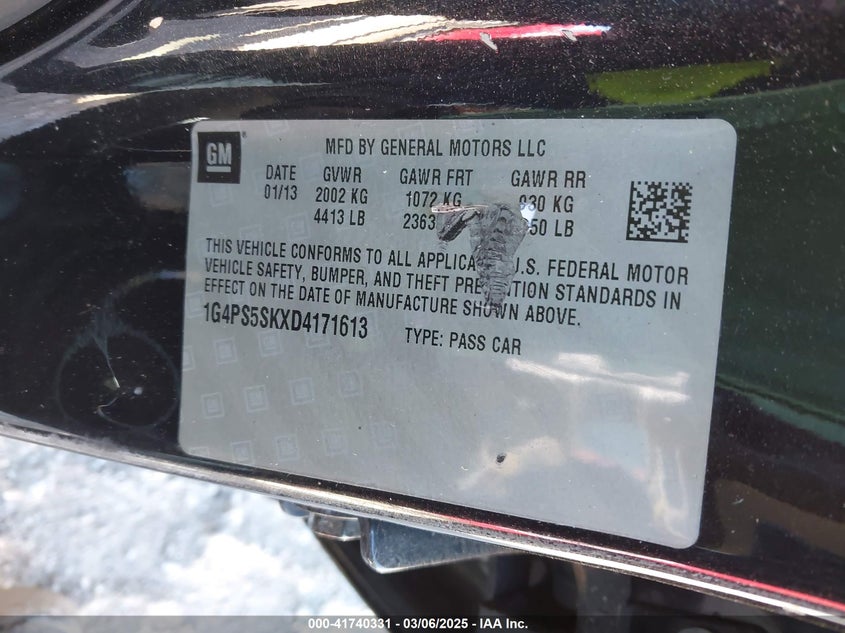 GM
MFD BY GENERAL MOTORS LLC
DATE GVWR GAWR FRT GAWR RR
01/13 2002 KG 1072 KG 930 KG
4413 LB 2363 LB
THIS VEHICLE CONFORMS TO ALL U.S. FEDERAL MOTOR
VEHICLE SAFETY, BUMPER, AND THEFT STANDARDS IN
EFFECT ON THE DATE OF MANUFACTURE SHOWN ABOVE.
1G4PS5SKXD4171613 TYPE: PASS CAR
000-41740331 - 03/06/2025 - IAA Inc.